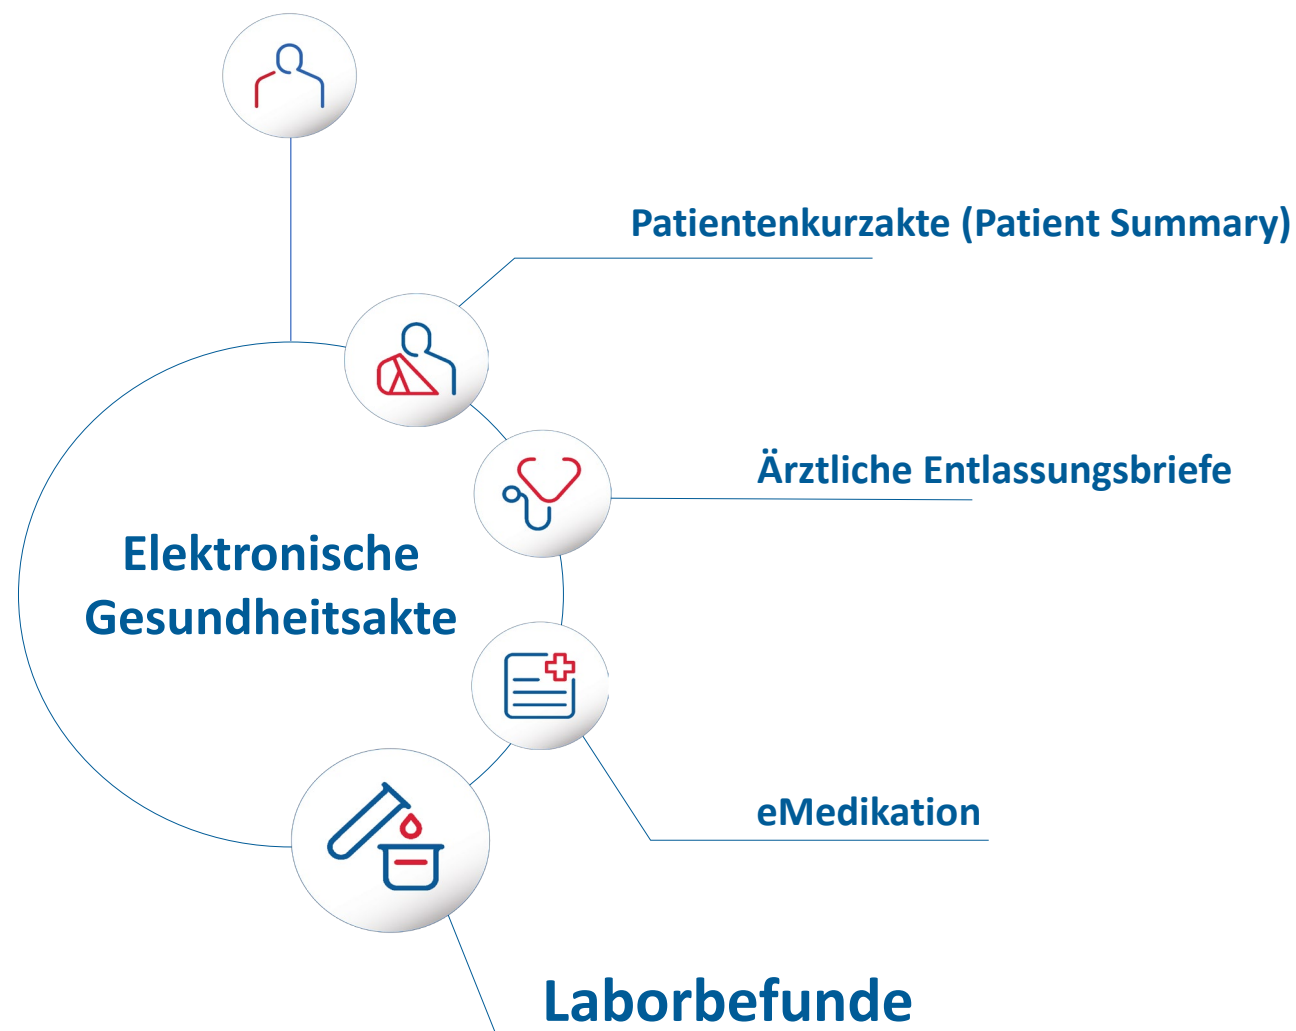 Patientenkurzakte (Patient Summary)
Ärztliche Entlassungsbriefe
Elektronische
Gesundheitsakte
eMedikation
Laborbefunde